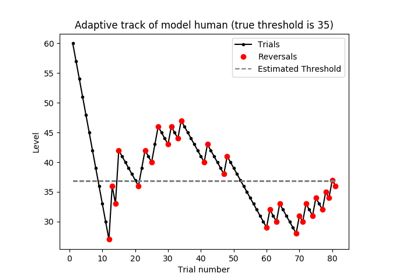 Adaptive track of model human (true threshold is 35)
Trials
Reversals
Estimated Threshold
Level
60
55
50
45
40
35
30
0 10 20 30 40 50 60 70 80
Trial number